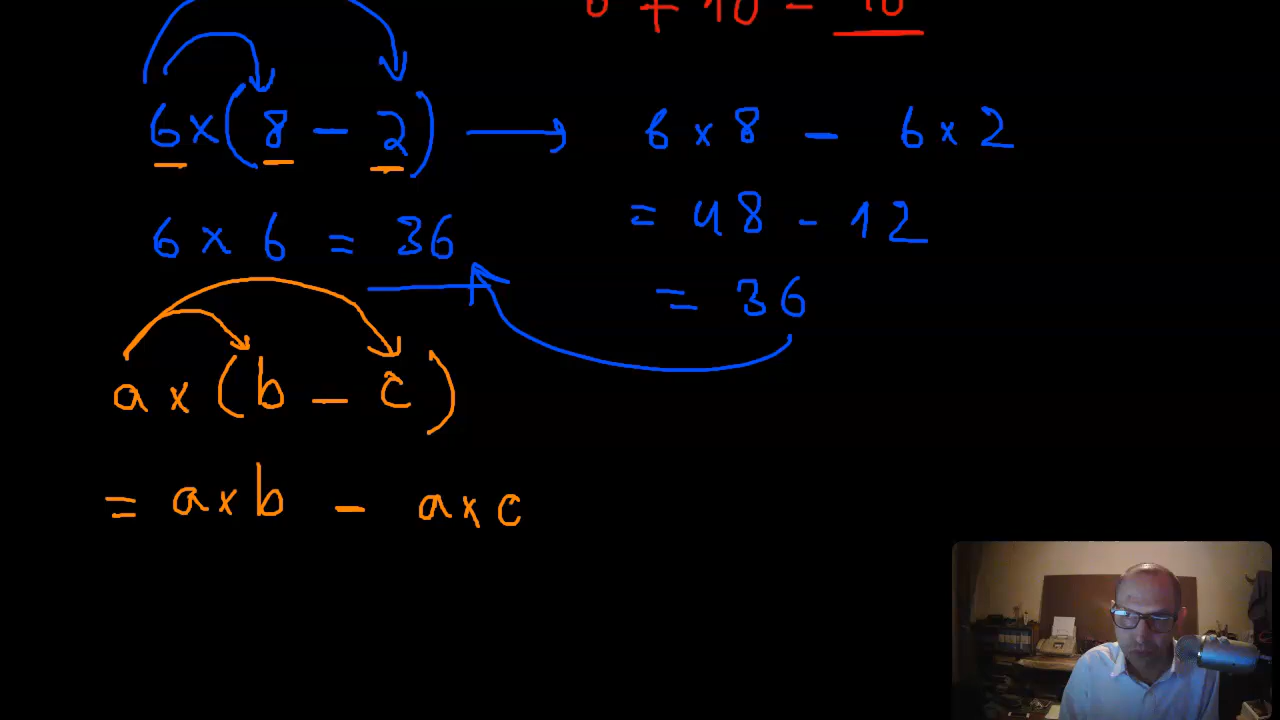 6 × (8 − 2) → 6 × 8 − 6 × 2
6 × 6 = 36
= 48 - 12
= 36
a × (b − c)
= a×b − a×c